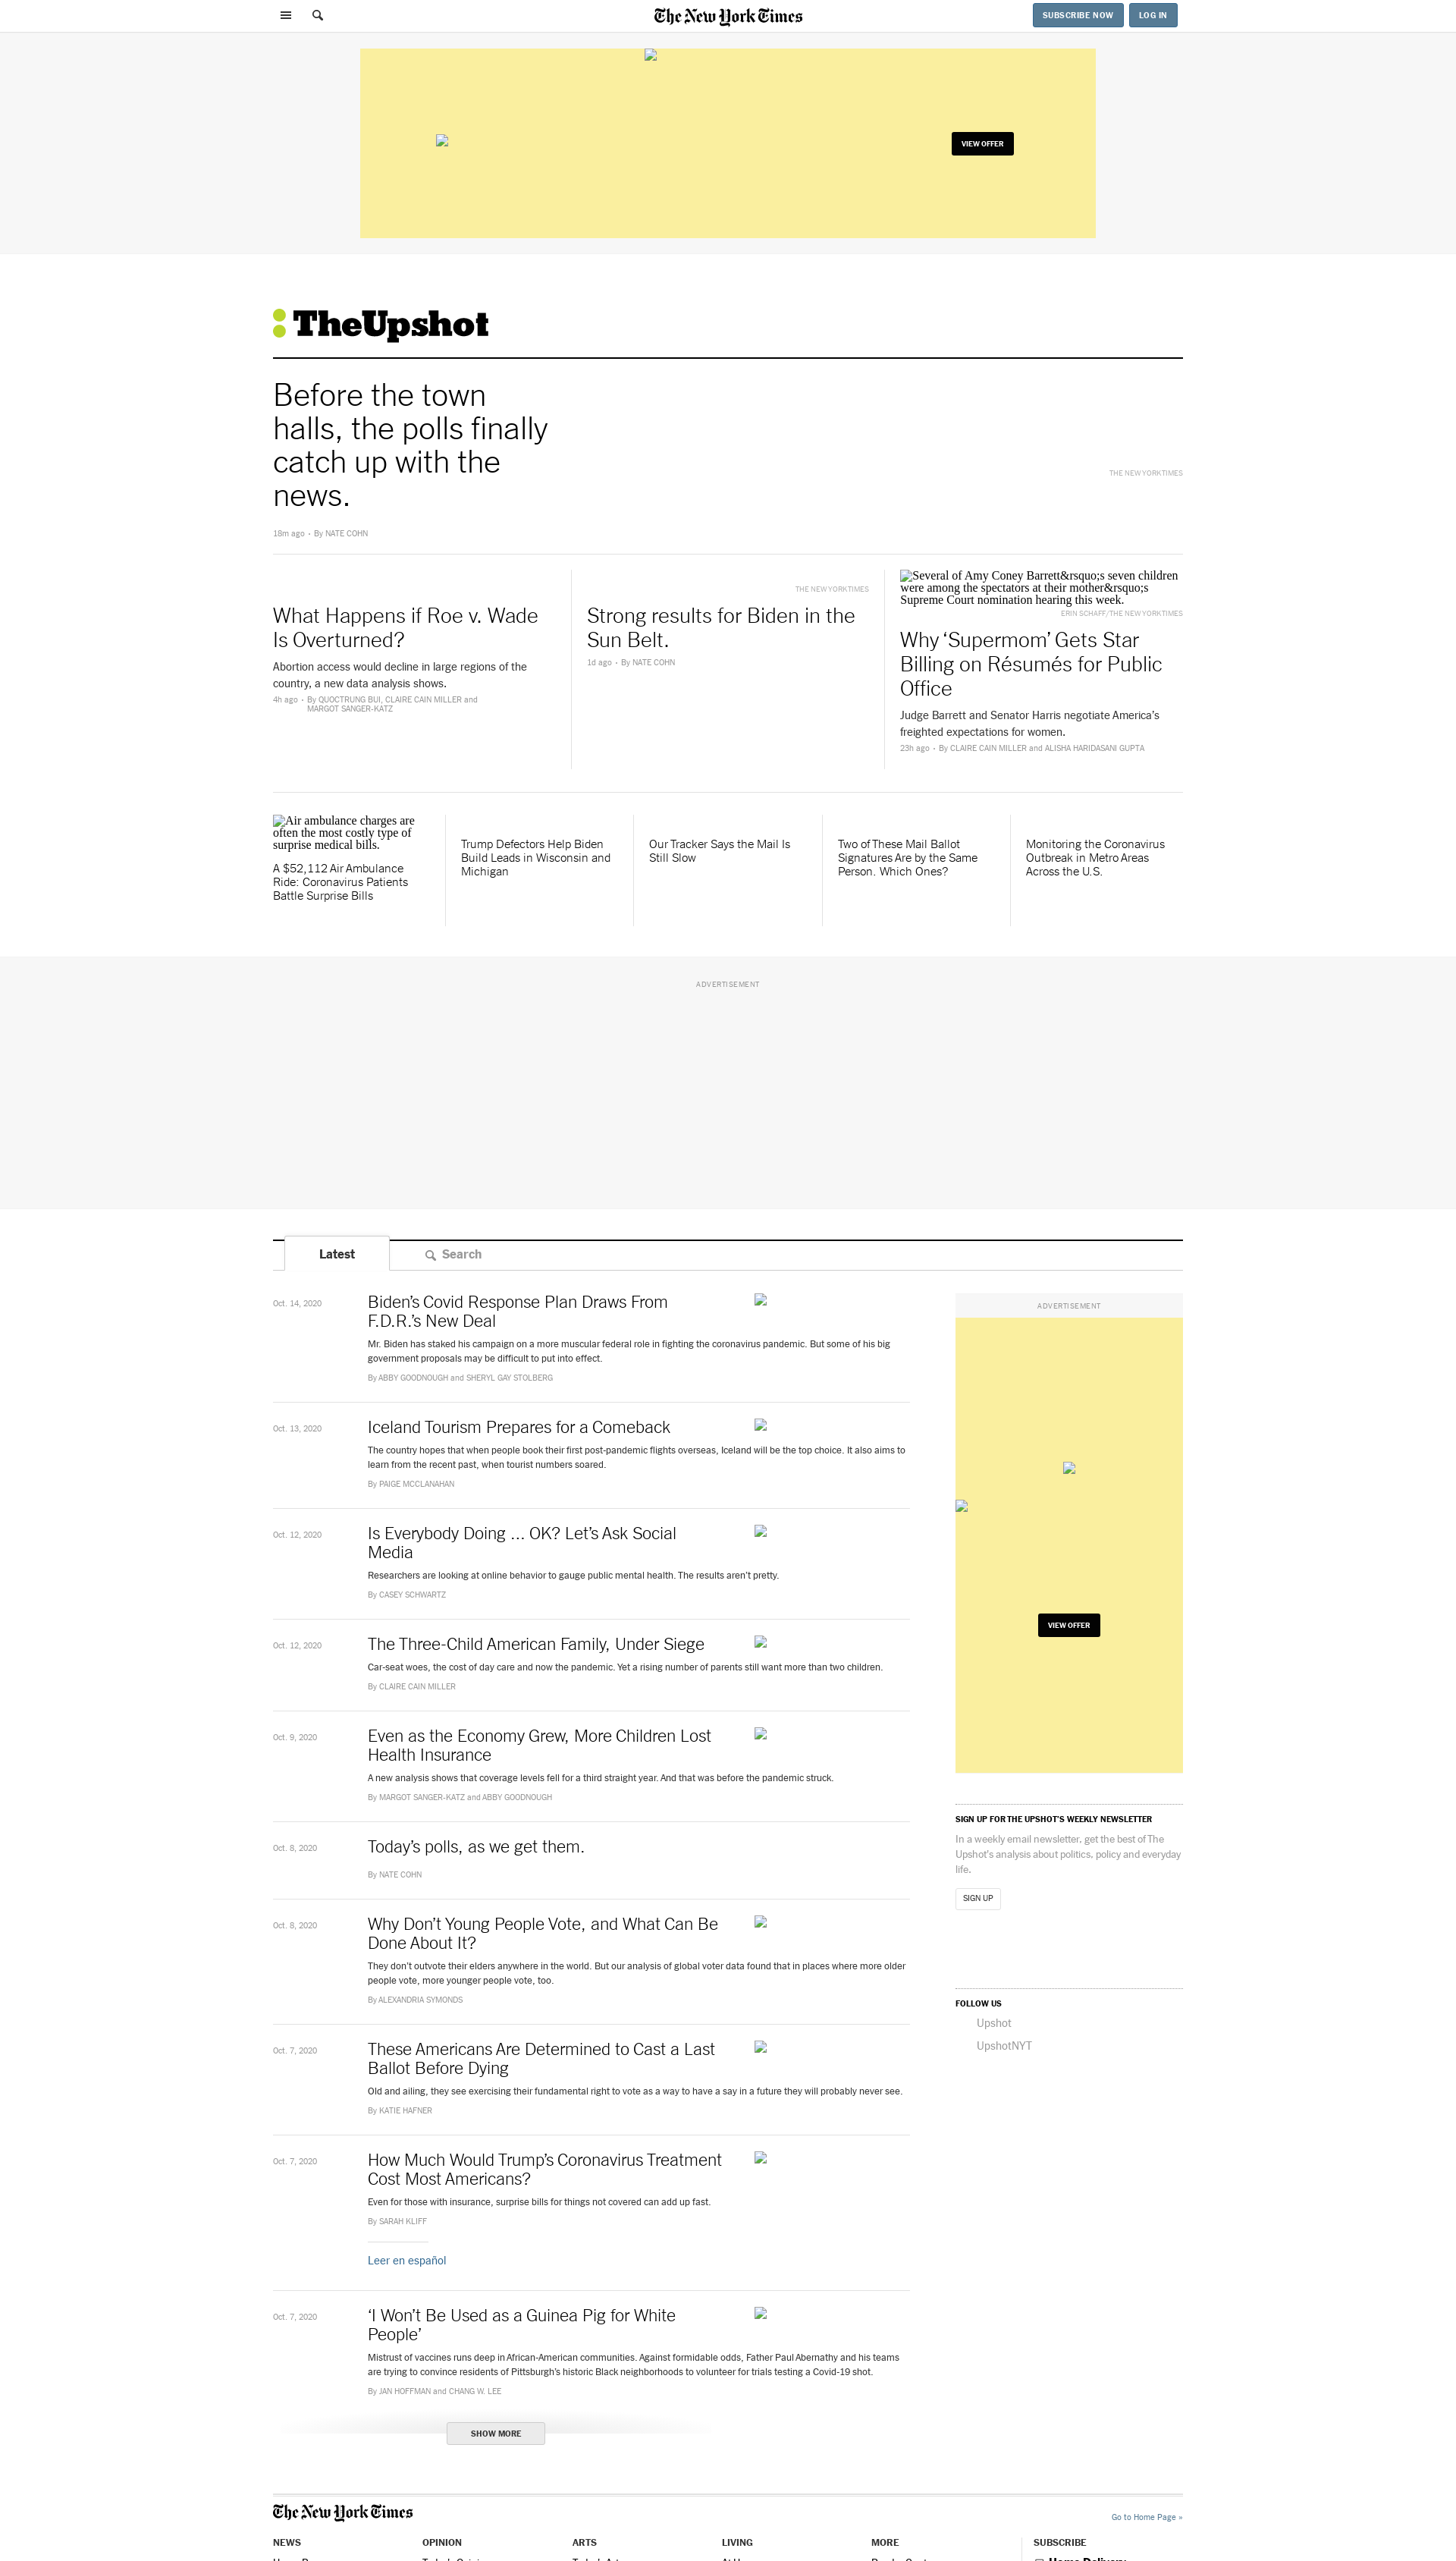 The New York Times
SUBSCRIBE NOW
LOG IN
VIEW OFFER
TheUpshot
Before the town
halls, the polls finally
catch up with the
news.
THE NEW YORK TIMES
18m ago • By NATE COHN
What Happens if Roe v. Wade
Is Overturned?
Abortion access would decline in large regions of the
country, a new data analysis shows.
4h ago • By QUOCTRUNG BUI, CLAIRE CAIN MILLER and
MARGOT SANGER-KATZ
THE NEW YORK TIMES
Strong results for Biden in the
Sun Belt.
1d ago • By NATE COHN
Several of Amy Coney Barrett&rsquo;s seven children
were among the spectators at their mother&rsquo;s
Supreme Court nomination hearing this week.
ERIN SCHAFF/THE NEW YORK TIMES
Why ‘Supermom’ Gets Star
Billing on Résumés for Public
Office
Judge Barrett and Senator Harris negotiate America’s
freighted expectations for women.
23h ago • By CLAIRE CAIN MILLER and ALISHA HARIDASANI GUPTA
Air ambulance charges are
often the most costly type of
surprise medical bills.
A $52,112 Air Ambulance
Ride: Coronavirus Patients
Battle Surprise Bills
Trump Defectors Help Biden
Build Leads in Wisconsin and
Michigan
Our Tracker Says the Mail Is
Still Slow
Two of These Mail Ballot
Signatures Are by the Same
Person. Which Ones?
Monitoring the Coronavirus
Outbreak in Metro Areas
Across the U.S.
ADVERTISEMENT
Latest
Search
Oct. 14, 2020
Biden’s Covid Response Plan Draws From
F.D.R.’s New Deal
Mr. Biden has staked his campaign on a more muscular federal role in fighting the coronavirus pandemic. But some of his big
government proposals may be difficult to put into effect.
By ABBY GOODNOUGH and SHERYL GAY STOLBERG
Oct. 13, 2020
Iceland Tourism Prepares for a Comeback
The country hopes that when people book their first post-pandemic flights overseas, Iceland will be the top choice. It also aims to
learn from the recent past, when tourist numbers soared.
By PAIGE MCCLANAHAN
Oct. 12, 2020
Is Everybody Doing … OK? Let’s Ask Social
Media
Researchers are looking at online behavior to gauge public mental health. The results aren’t pretty.
By CASEY SCHWARTZ
Oct. 12, 2020
The Three-Child American Family, Under Siege
Car-seat woes, the cost of day care and now the pandemic. Yet a rising number of parents still want more than two children.
By CLAIRE CAIN MILLER
Oct. 9, 2020
Even as the Economy Grew, More Children Lost
Health Insurance
A new analysis shows that coverage levels fell for a third straight year. And that was before the pandemic struck.
By MARGOT SANGER-KATZ and ABBY GOODNOUGH
Oct. 8, 2020
Today’s polls, as we get them.
By NATE COHN
Oct. 8, 2020
Why Don’t Young People Vote, and What Can Be
Done About It?
They don’t outvote their elders anywhere in the world. But our analysis of global voter data found that in places where more older
people vote, more younger people vote, too.
By ALEXANDRIA SYMONDS
Oct. 7, 2020
These Americans Are Determined to Cast a Last
Ballot Before Dying
Old and ailing, they see exercising their fundamental right to vote as a way to have a say in a future they will probably never see.
By KATIE HAFNER
Oct. 7, 2020
How Much Would Trump’s Coronavirus Treatment
Cost Most Americans?
Even for those with insurance, surprise bills for things not covered can add up fast.
By SARAH KLIFF
Leer en español
Oct. 7, 2020
‘I Won’t Be Used as a Guinea Pig for White
People’
Mistrust of vaccines runs deep in African-American communities. Against formidable odds, Father Paul Abernathy and his teams
are trying to convince residents of Pittsburgh’s historic Black neighborhoods to volunteer for trials testing a Covid-19 shot.
By JAN HOFFMAN and CHANG W. LEE
SHOW MORE
ADVERTISEMENT
VIEW OFFER
SIGN UP FOR THE UPSHOT’S WEEKLY NEWSLETTER
In a weekly email newsletter, get the best of The
Upshot’s analysis about politics, policy and everyday
life.
SIGN UP
FOLLOW US
Upshot
UpshotNYT
The New York Times
Go to Home Page »
NEWS
OPINION
ARTS
LIVING
MORE
SUBSCRIBE